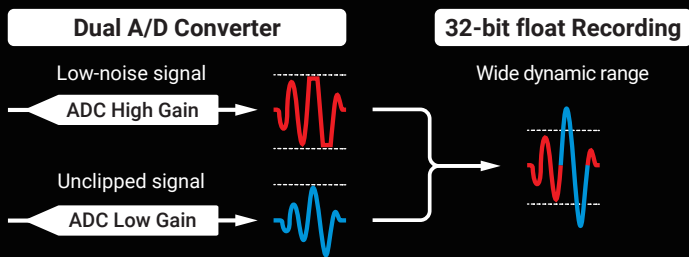 Dual A/D Converter
32-bit float Recording
Low-noise signal
Wide dynamic range
ADC High Gain
Unclipped signal
ADC Low Gain